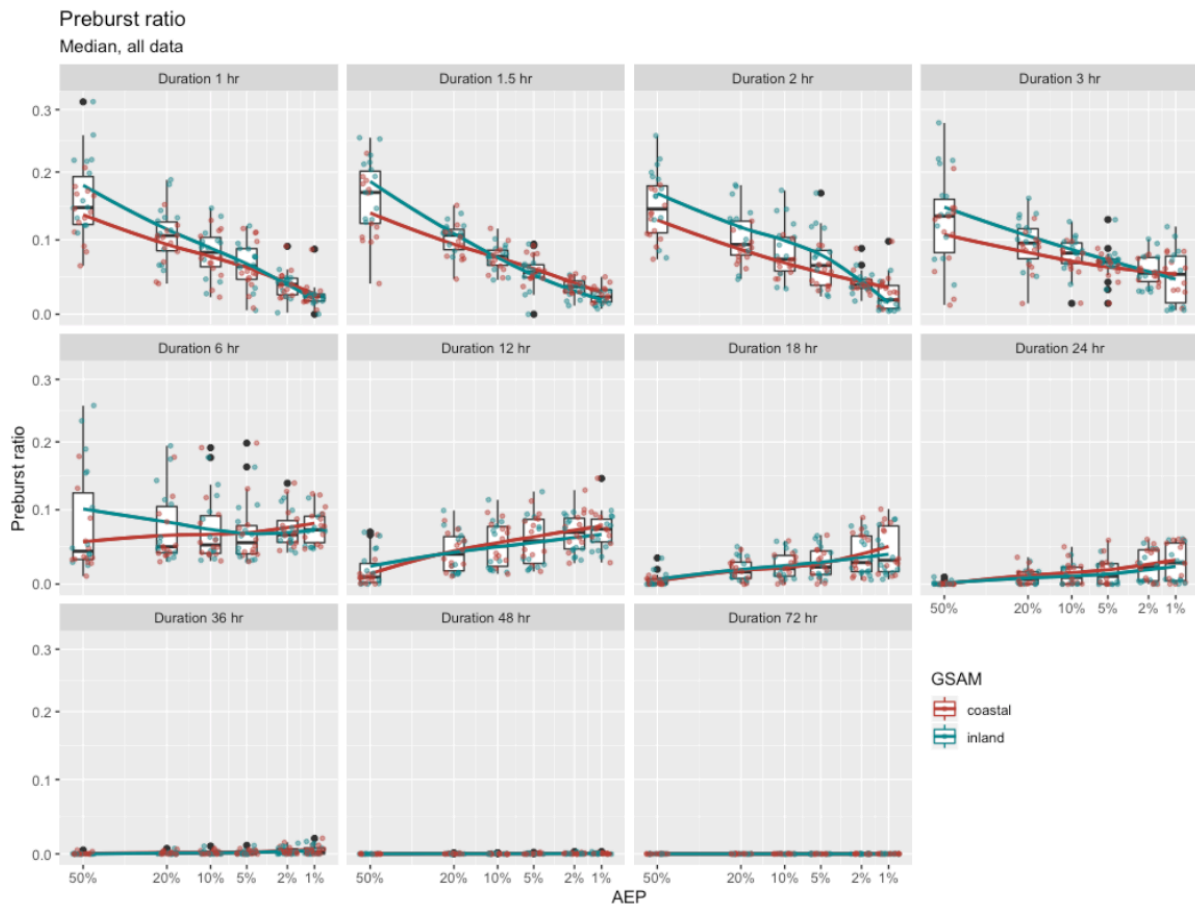 Preburst ratio
Median, all data
Duration 1 hr
Duration 1.5 hr
Duration 2 hr
Duration 3 hr
0.3
0.2
0.1
0.0
Duration 6 hr
Duration 12 hr
Duration 18 hr
Duration 24 hr
0.3
0.2
0.1
0.0
Preburst ratio
50% 20% 10% 5% 2% 1%
Duration 36 hr
Duration 48 hr
Duration 72 hr
0.3
0.2
0.1
0.0
GSAM
coastal
inland
50% 20% 10% 5% 2% 1%
50% 20% 10% 5% 2% 1%
50% 20% 10% 5% 2% 1%
AEP